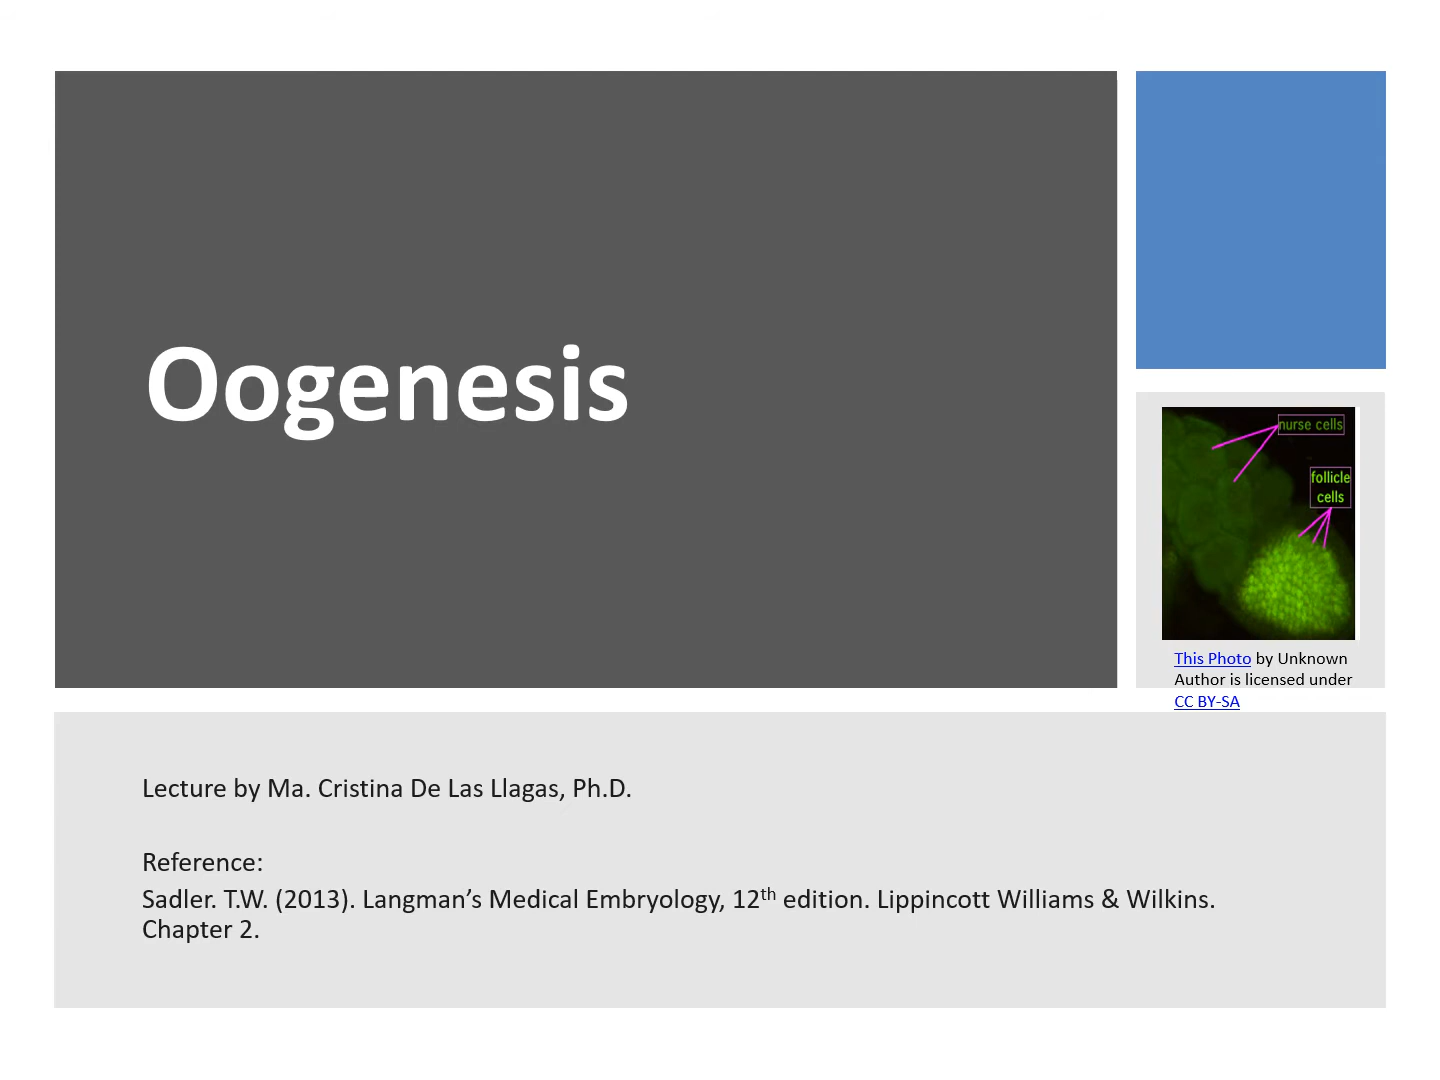 Oogenesis
nurse cells
follicle
cells
This Photo by Unknown
Author is licensed under
CC BY-SA
Lecture by Ma. Cristina De Las Llagas, Ph.D.
Reference:
Sadler. T.W. (2013). Langman’s Medical Embryology, 12th edition. Lippincott Williams & Wilkins.
Chapter 2.